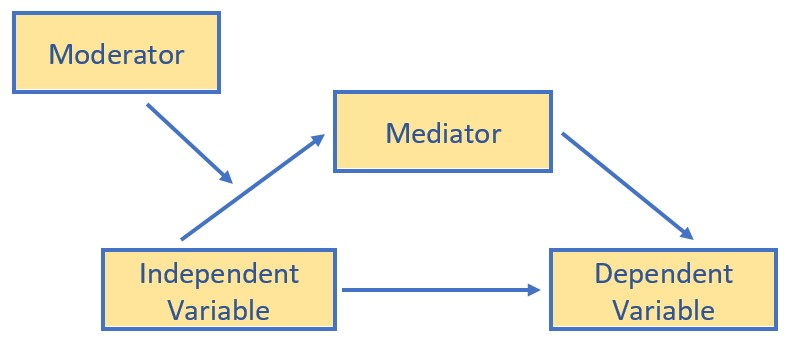 Moderator
Mediator
Independent
Variable
Dependent
Variable